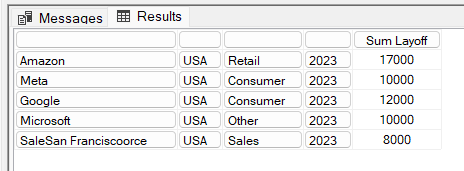 Messages Results
Sum Layoff
Amazon USA Retail 2023 17000
Meta USA Consumer 2023 10000
Google USA Consumer 2023 12000
Microsoft USA Other 2023 10000
SaleSan Franciscoorce USA Sales 2023 8000